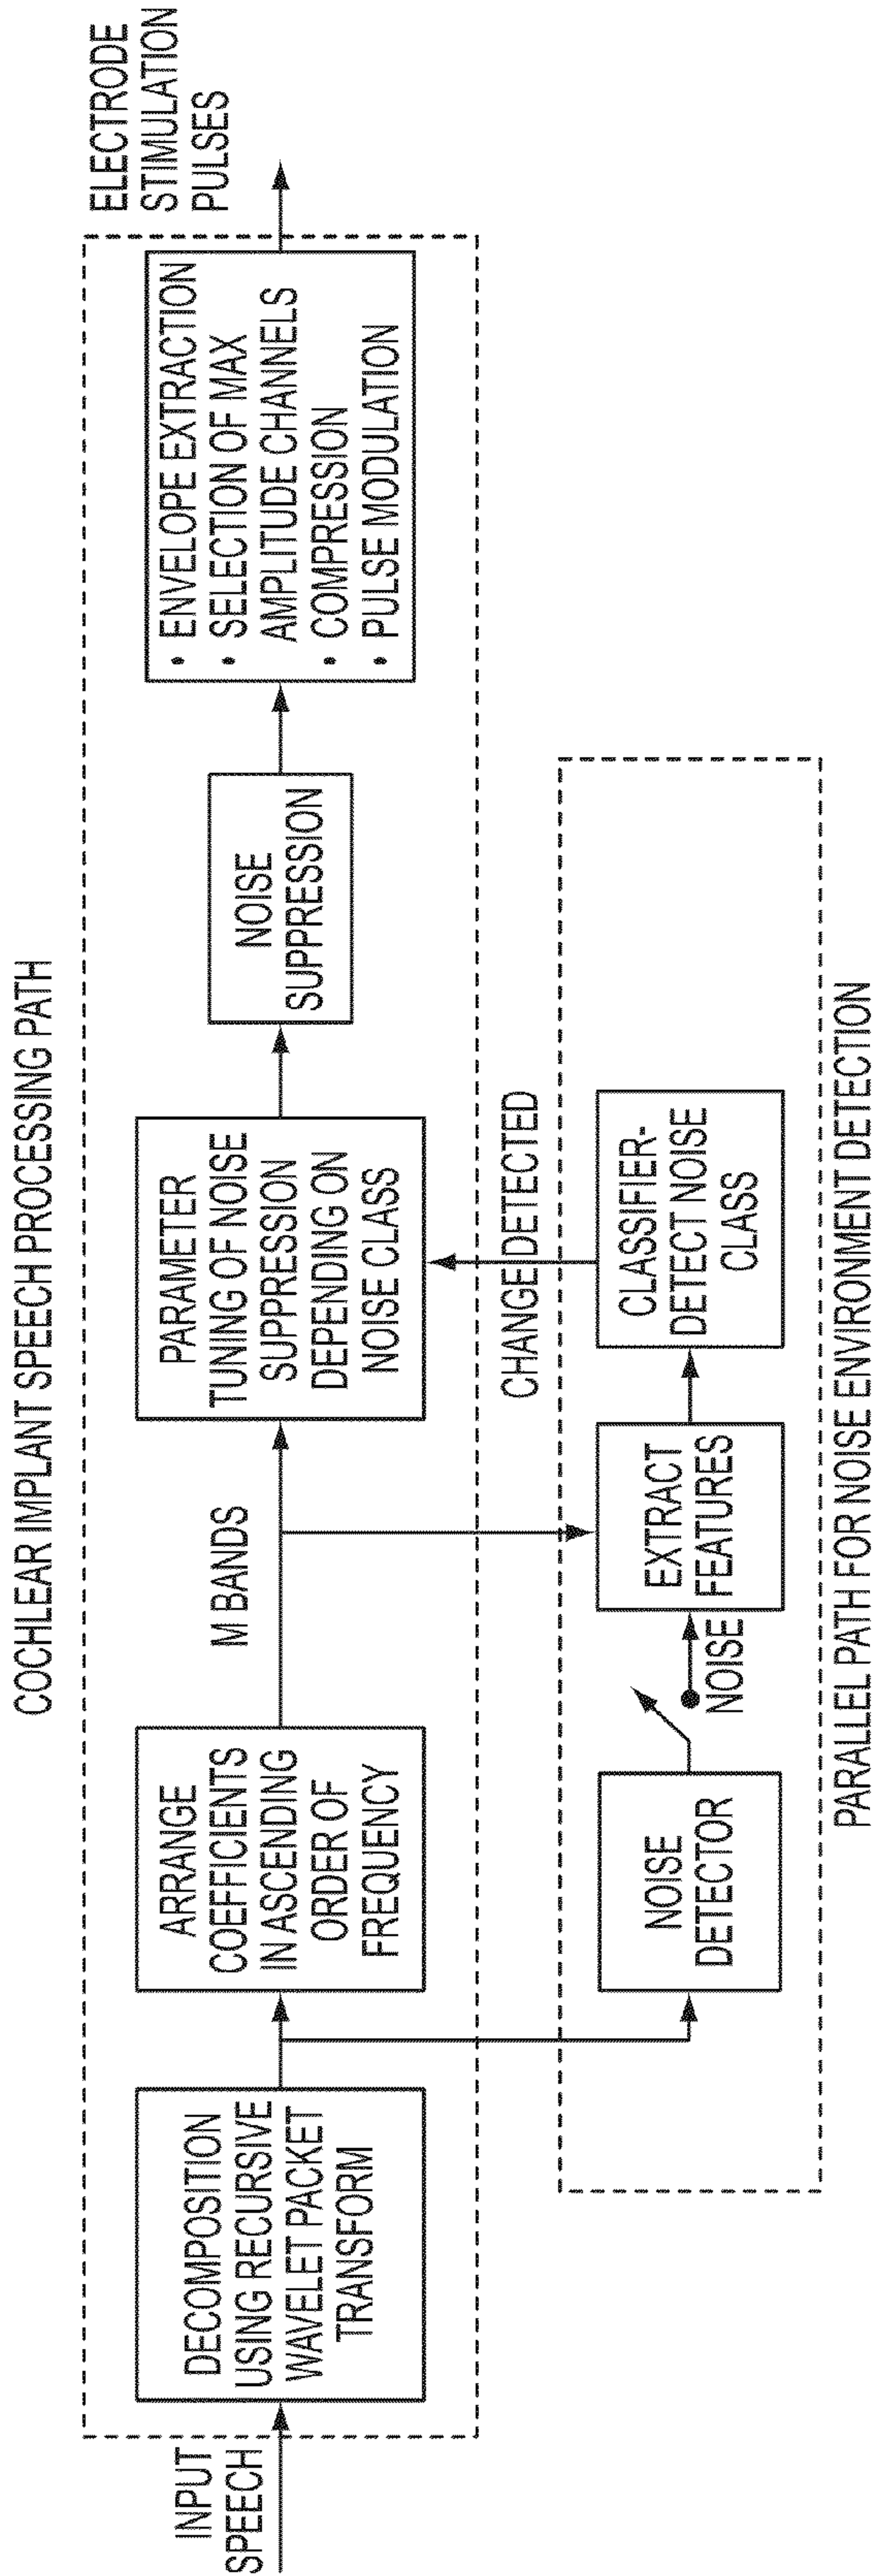 COCHLEAR IMPLANT SPEECH PROCESSING PATH
INPUT
SPEECH
DECOMPOSITION
USING RECURSIVE
WAVELET PACKET
TRANSFORM
ARRANGE
COEFFICIENTS
IN ASCENDING
ORDER OF
FREQUENCY
M BANDS
PARAMETER
TUNING OF NOISE
SUPPRESSION
DEPENDING ON
NOISE CLASS
NOISE
SUPPRESSION
• ENVELOPE EXTRACTION
• SELECTION OF MAX
AMPLITUDE CHANNELS
• COMPRESSION
• PULSE MODULATION
ELECTRODE
STIMULATION
PULSES
CHANGE DETECTED
NOISE
DETECTOR
NOISE
EXTRACT
FEATURES
CLASSIFIER-
DETECT NOISE
CLASS
PARALLEL PATH FOR NOISE ENVIRONMENT DETECTION